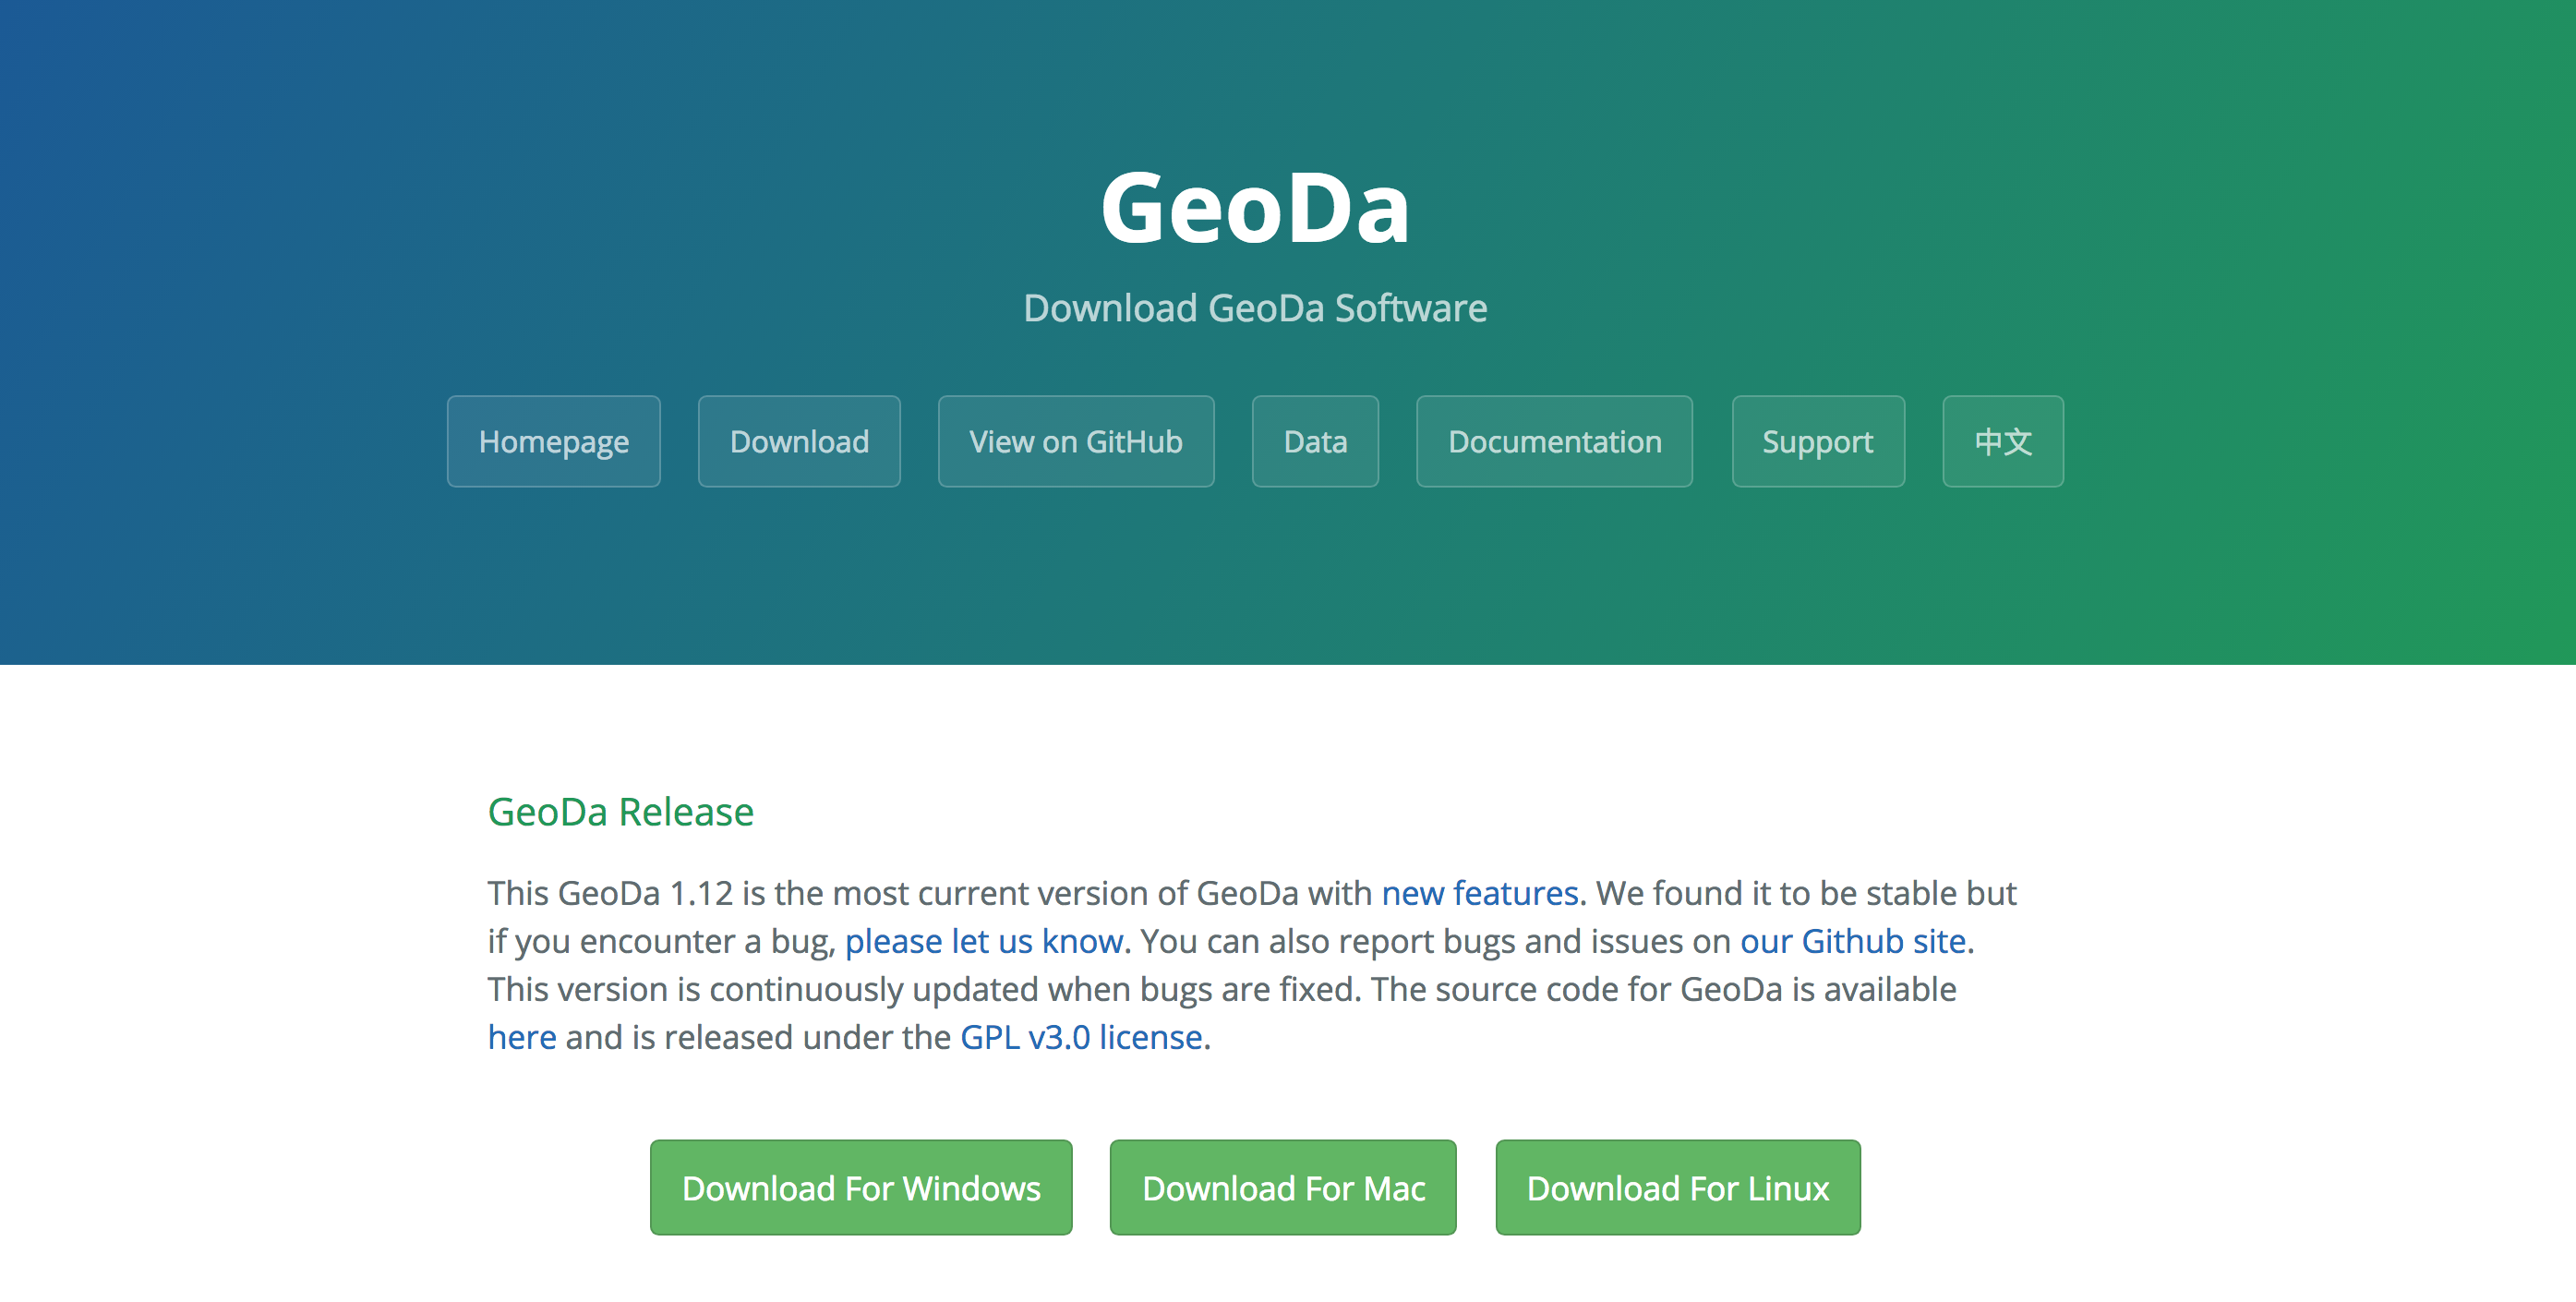 GeoDa
Download GeoDa Software
Homepage Download View on GitHub Data Documentation Support 中文
GeoDa Release
This GeoDa 1.12 is the most current version of GeoDa with new features. We found it to be stable but
if you encounter a bug, please let us know. You can also report bugs and issues on our Github site.
This version is continuously updated when bugs are fixed. The source code for GeoDa is available
here and is released under the GPL v3.0 license.
Download For Windows Download For Mac Download For Linux